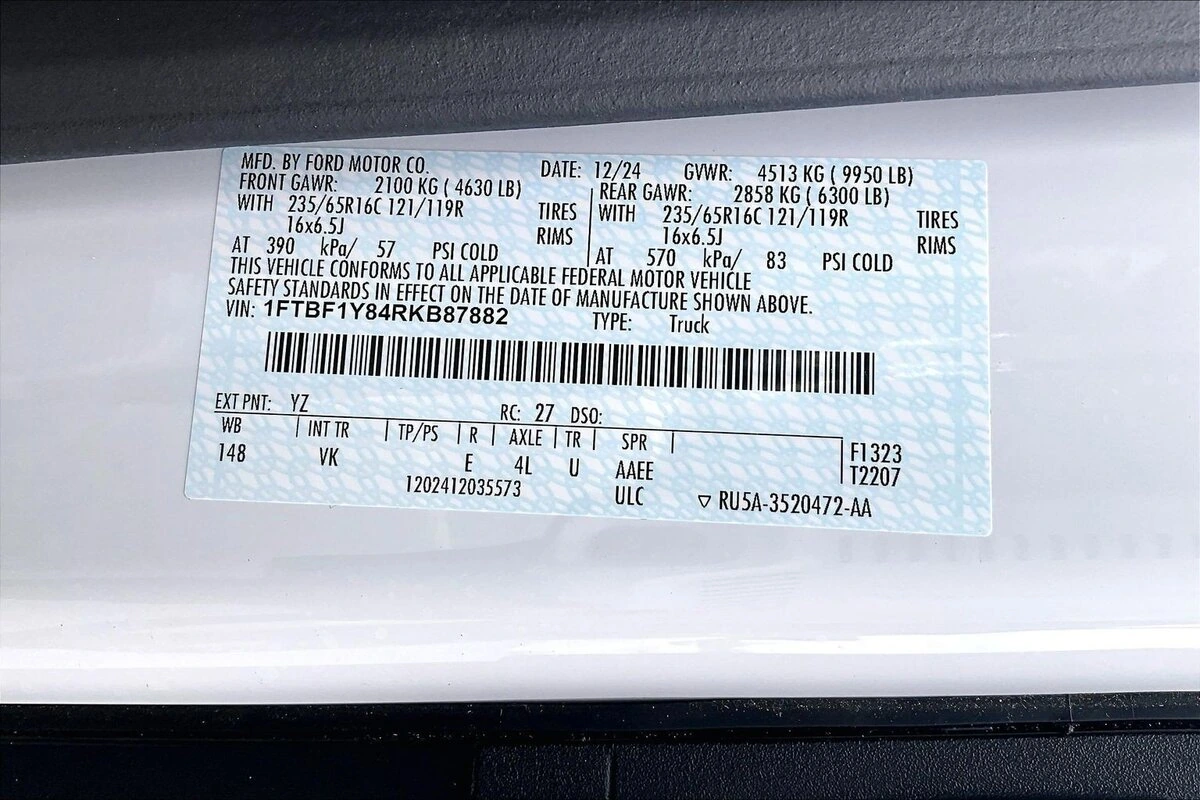 MFD. BY FORD MOTOR CO. DATE: 12/24 GVWR: 4513 KG ( 9950 LB)
FRONT GAWR: 2100 KG ( 4630 LB) REAR GAWR: 2858 KG ( 6300 LB)
WITH 235/65R16C 121/119R TIRES WITH 235/65R16C 121/119R TIRES
16x6.5J RIMS 16x6.5J RIMS
AT 390 kPa/ 57 PSI COLD AT 570 kPa/ 83 PSI COLD
THIS VEHICLE CONFORMS TO ALL APPLICABLE FEDERAL MOTOR VEHICLE
SAFETY STANDARDS IN EFFECT ON THE DATE OF MANUFACTURE SHOWN ABOVE.
VIN: 1FTBF1Y84RKB87882 TYPE: Truck
EXT PNT: YZ RC: 27 DSO:
WB INT TR TP/PS R AXLE TR SPR F1323
148 VK E 4L U AAEE T2207
1202412035573 ULC ▽ RU5A-3520472-AA